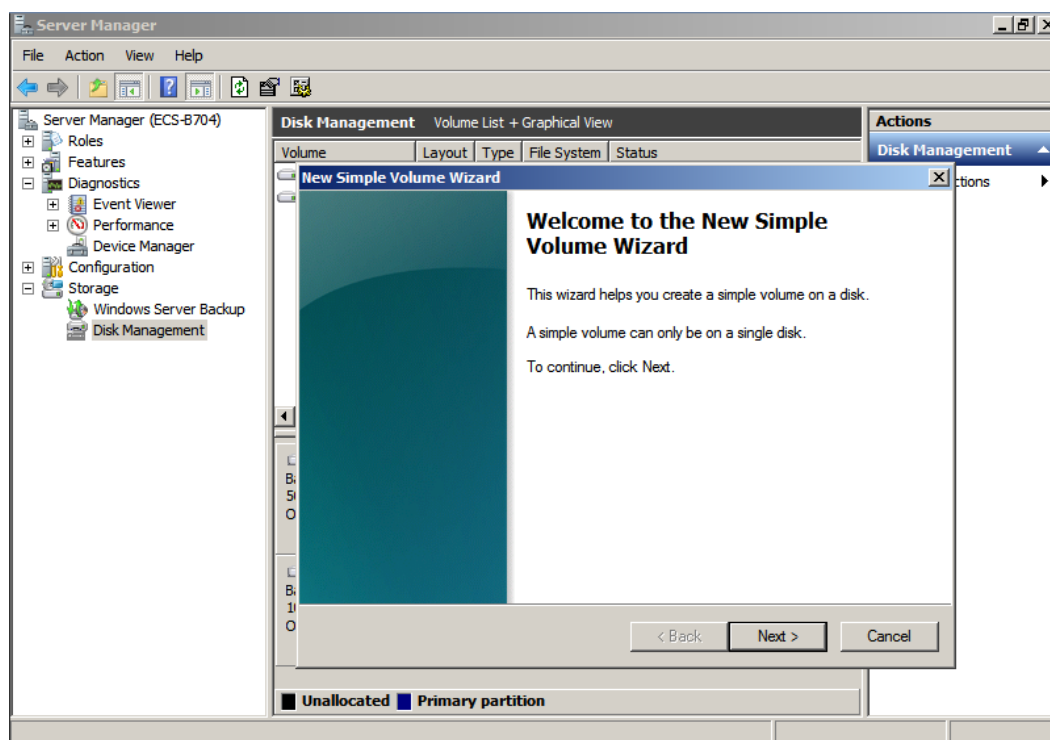 Server Manager
File Action View Help
Server Manager (ECS-B704)
Roles
Features
Diagnostics
Event Viewer
Performance
Device Manager
Configuration
Storage
Windows Server Backup
Disk Management
Disk Management Volume List + Graphical View
Volume Layout Type File System Status
New Simple Volume Wizard
Welcome to the New Simple
Volume Wizard
This wizard helps you create a simple volume on a disk.
A simple volume can only be on a single disk.
To continue, click Next.
< Back Next > Cancel
Unallocated Primary partition
Actions
Disk Management